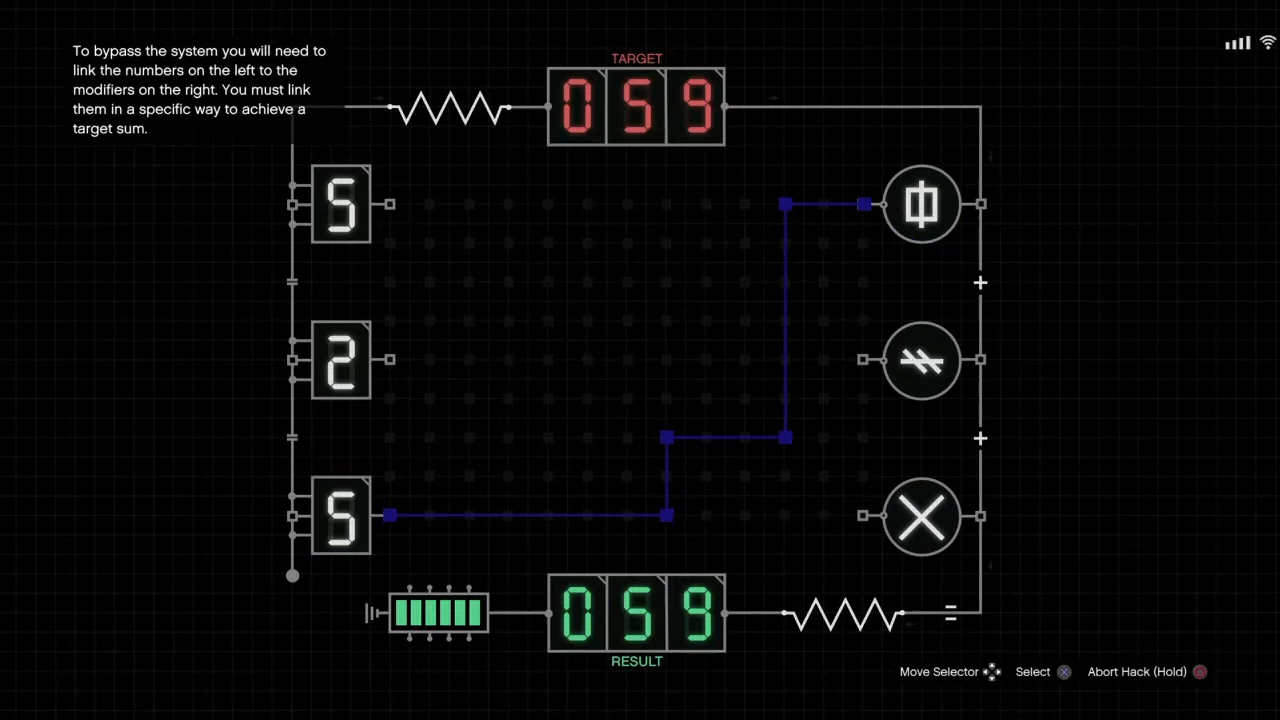 To bypass the system you will need to
link the numbers on the left to the
modifiers on the right. You must link
them in a specific way to achieve a
target sum.
TARGET
059
5
2
+
5
+
059
=
RESULT
Move Selector
Select
Abort Hack (Hold)